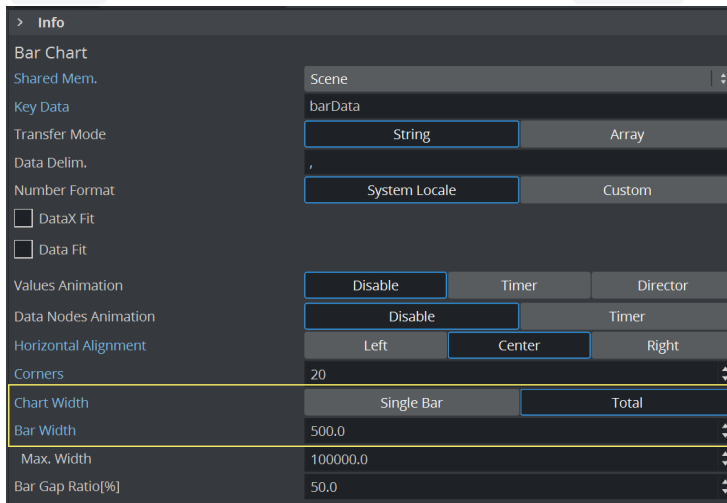 Info
Bar Chart
Shared Mem. Scene
Key Data barData
Transfer Mode String Array
Data Delim. ,
Number Format System Locale Custom
DataX Fit
Data Fit
Values Animation Disable Timer Director
Data Nodes Animation Disable Timer
Horizontal Alignment Left Center Right
Corners 20
Chart Width Single Bar Total
Bar Width 500.0
Max. Width 100000.0
Bar Gap Ratio[%] 50.0